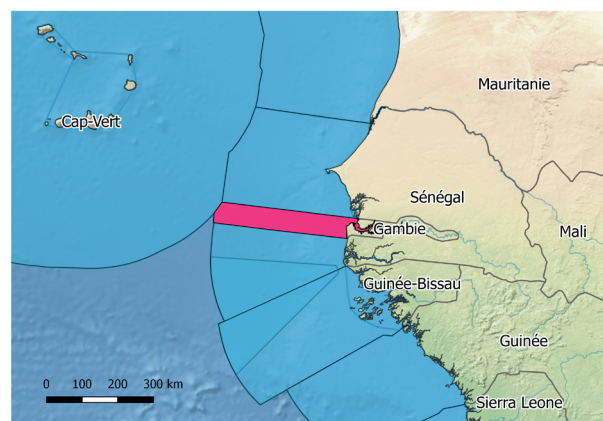 Mauritanie
Cap-Vert
Sénégal
Gambie
Mali
Guinée-Bissau
Guinée
0 100 200 300 km
Sierra Leone